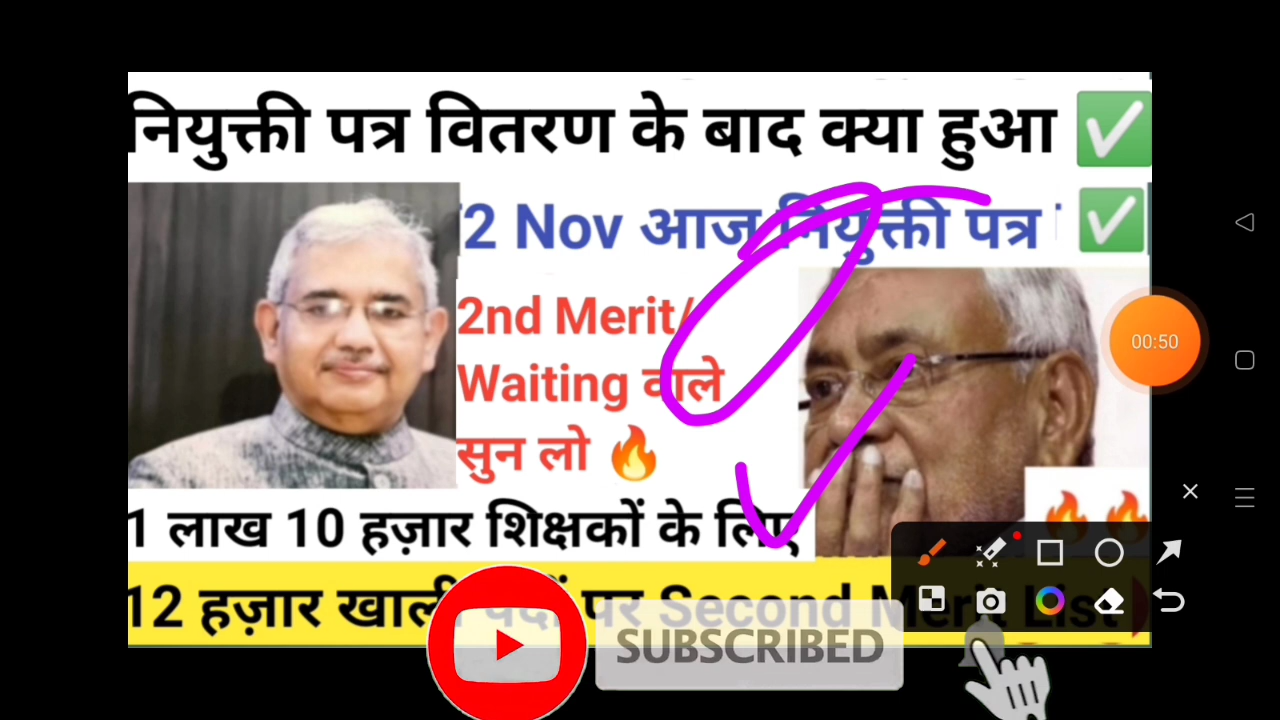 नियुक्ती पत्र वितरण के बाद क्या हुआ
2 Nov आज नियुक्ती पत्र
2nd Merit/
Waiting वाले
सुन लो
1 लाख 10 हज़ार शिक्षकों के लिए
12 हज़ार खाली पदों पर Second Merit List
SUBSCRIBED
00:50